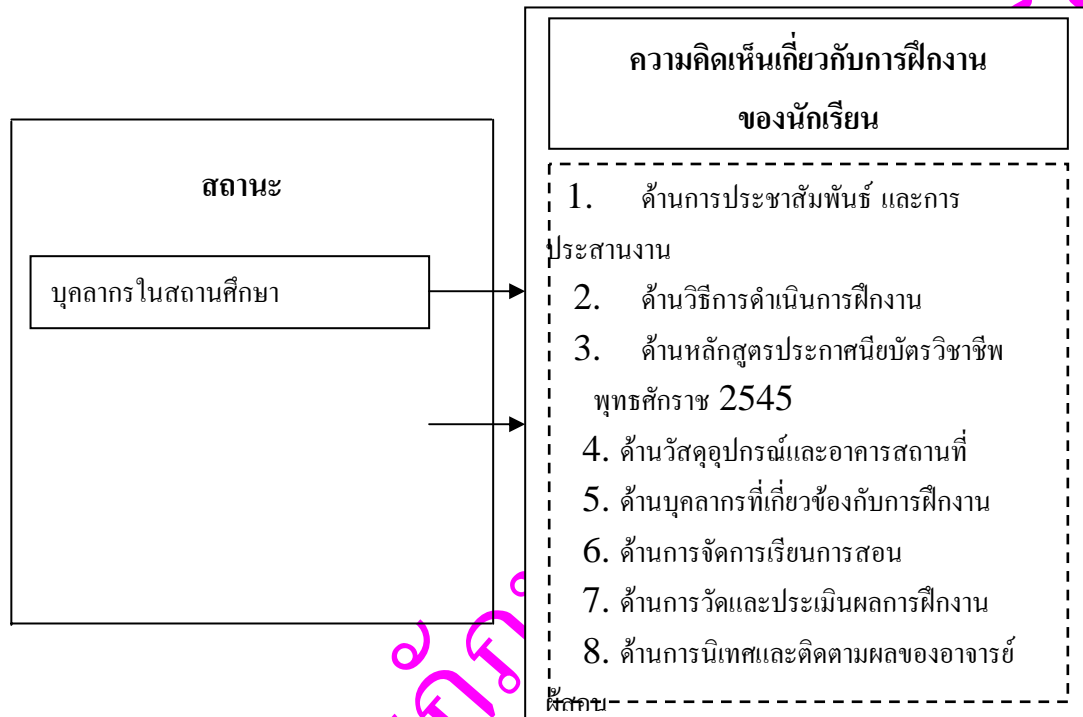 สถานะ
บุคลากรในสถานศึกษา
ความคิดเห็นเกี่ยวกับการฝึกงาน
ของนักเรียน
1. ด้านการประชาสัมพันธ์ และการ
ประสานงาน
2. ด้านวิธีการดำเนินการฝึกงาน
3. ด้านหลักสูตรประกาศนียบัตรวิชาชีพ
พุทธศักราช 2545
4. ด้านวัสดุอุปกรณ์และอาคารสถานที่
5. ด้านบุคลากรที่เกี่ยวข้องกับการฝึกงาน
6. ด้านการจัดการเรียนการสอน
7. ด้านการวัดและประเมินผลการฝึกงาน
8. ด้านการนิเทศและติดตามผลของอาจารย์
ผู้สอน